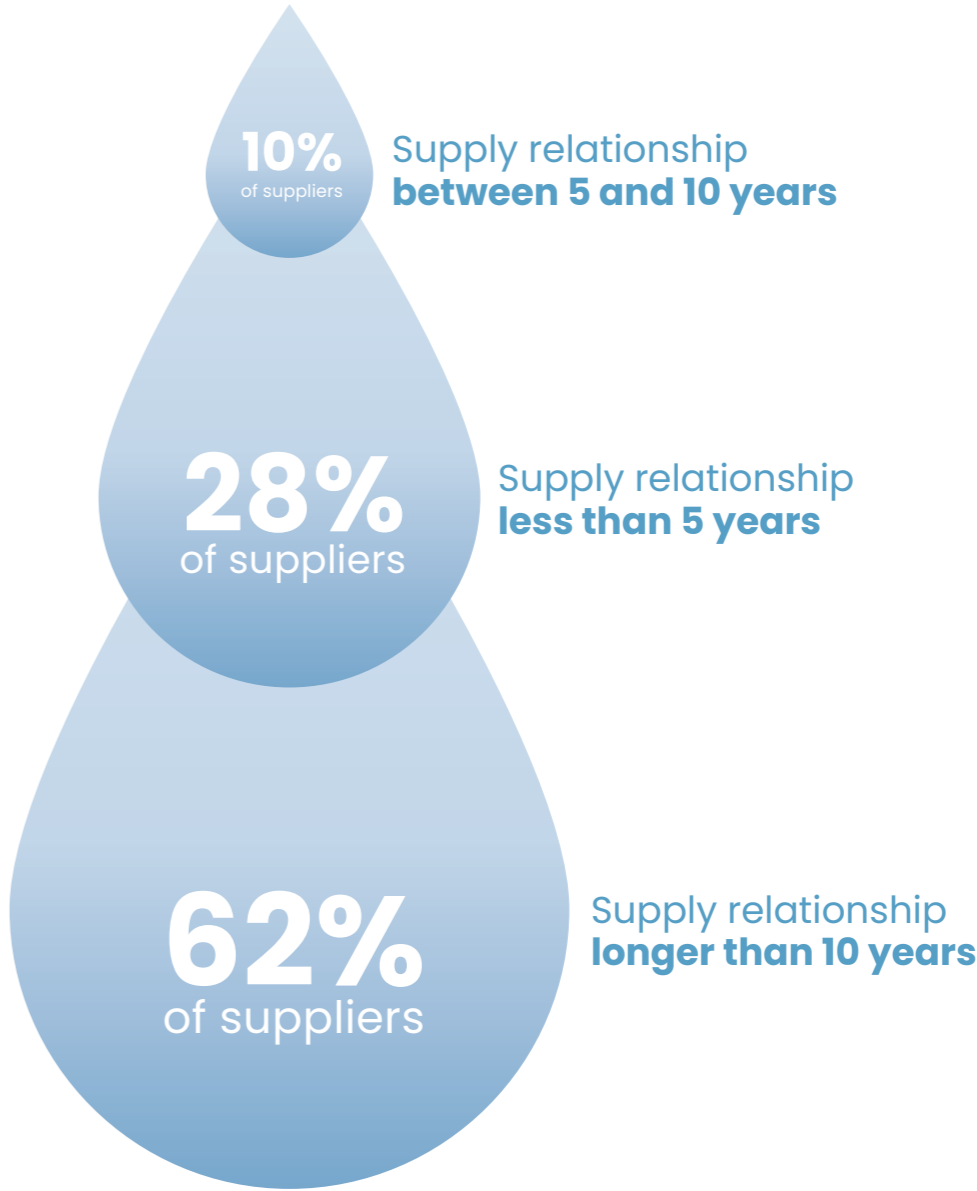 10%
of suppliers
Supply relationship
between 5 and 10 years
28%
of suppliers
Supply relationship
less than 5 years
62%
of suppliers
Supply relationship
longer than 10 years